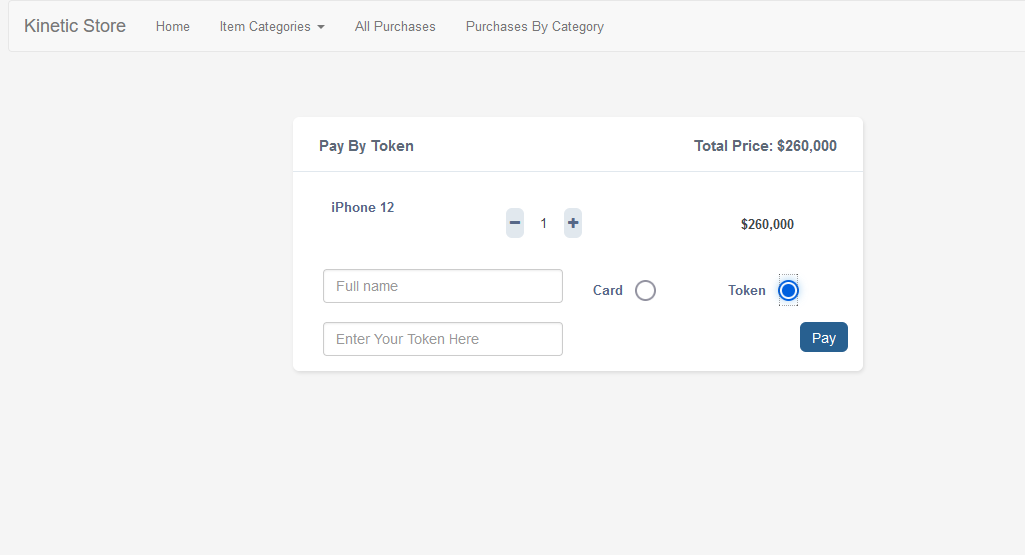 Kinetic Store Home Item Categories All Purchases Purchases By Category
Pay By Token Total Price: $260,000
iPhone 12
1
$260,000
Full name
Card Token
Enter Your Token Here
Pay